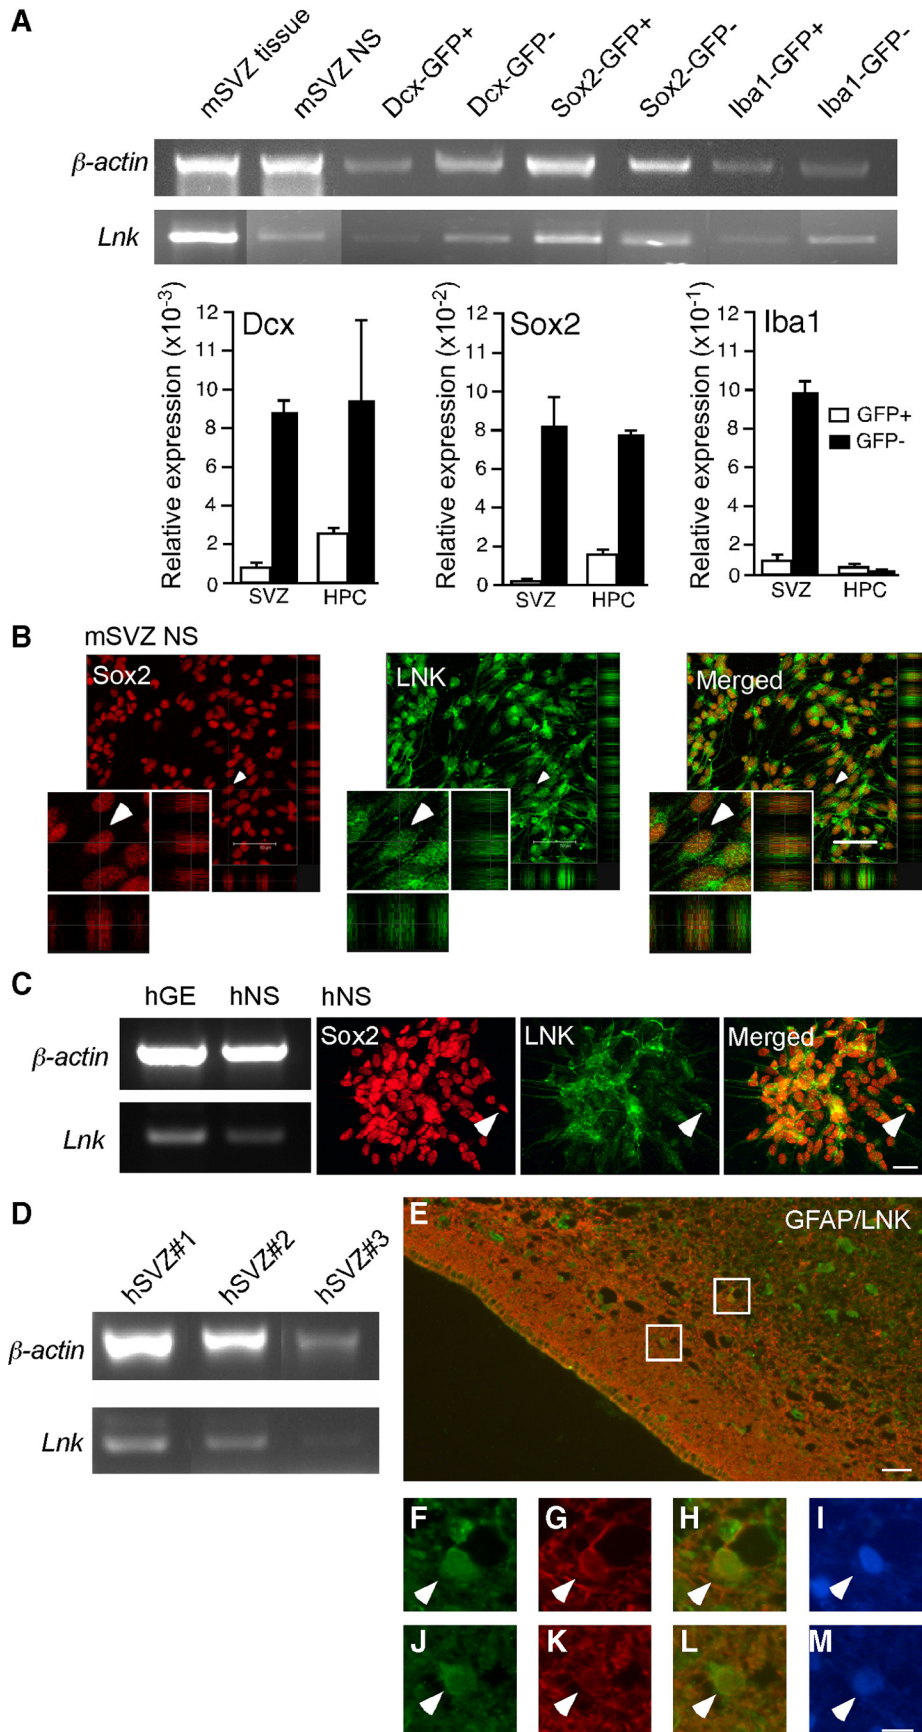 A
mSVZ tissue
mSVZ NS
Dcx-GFP+
Dcx-GFP-
Sox2-GFP+
Sox2-GFP-
Iba1-GFP+
Iba1-GFP-
β-actin
Lnk
Relative expression (x10-3)
12
10
8
6
4
2
0
Dcx
SVZ HPC
Relative expression (x10-2)
12
10
8
6
4
2
0
Sox2
SVZ HPC
Relative expression (x10-1)
12
10
8
6
4
2
0
Iba1
GFP+
GFP-
SVZ HPC
B
mSVZ NS
Sox2
LNK
Merged
C
hGE hNS hNS
β-actin
Lnk
Sox2
LNK
Merged
D
hSVZ#1
hSVZ#2
hSVZ#3
β-actin
Lnk
E
GFAP/LNK
F G H I
J K L M